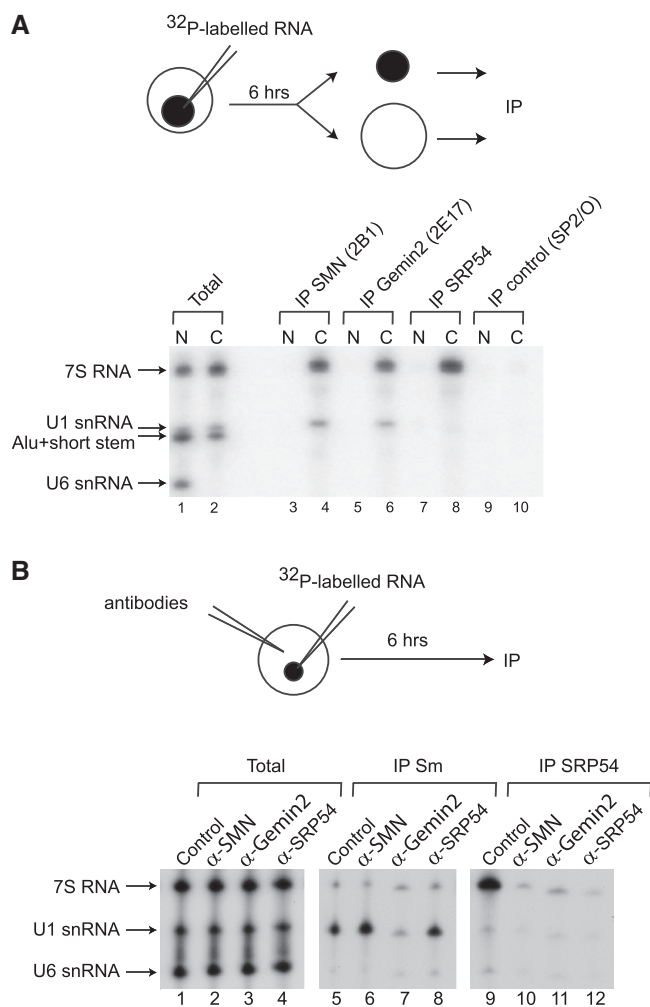 A
32P-labelled RNA
6 hrs
IP
Total
IP SMN (2B1)
IP Gemin2 (2E17)
IP SRP54
IP control (SP2/O)
N C N C N C N C N C
7S RNA
U1 snRNA
Alu+short stem
U6 snRNA
1 2 3 4 5 6 7 8 9 10
B
32P-labelled RNA
antibodies
6 hrs
IP
Total IP Sm IP SRP54
Control α-SMN α-Gemin2 α-SRP54 Control α-SMN α-Gemin2 α-SRP54 Control α-SMN α-Gemin2 α-SRP54
7S RNA
U1 snRNA
U6 snRNA
1 2 3 4 5 6 7 8 9 10 11 12